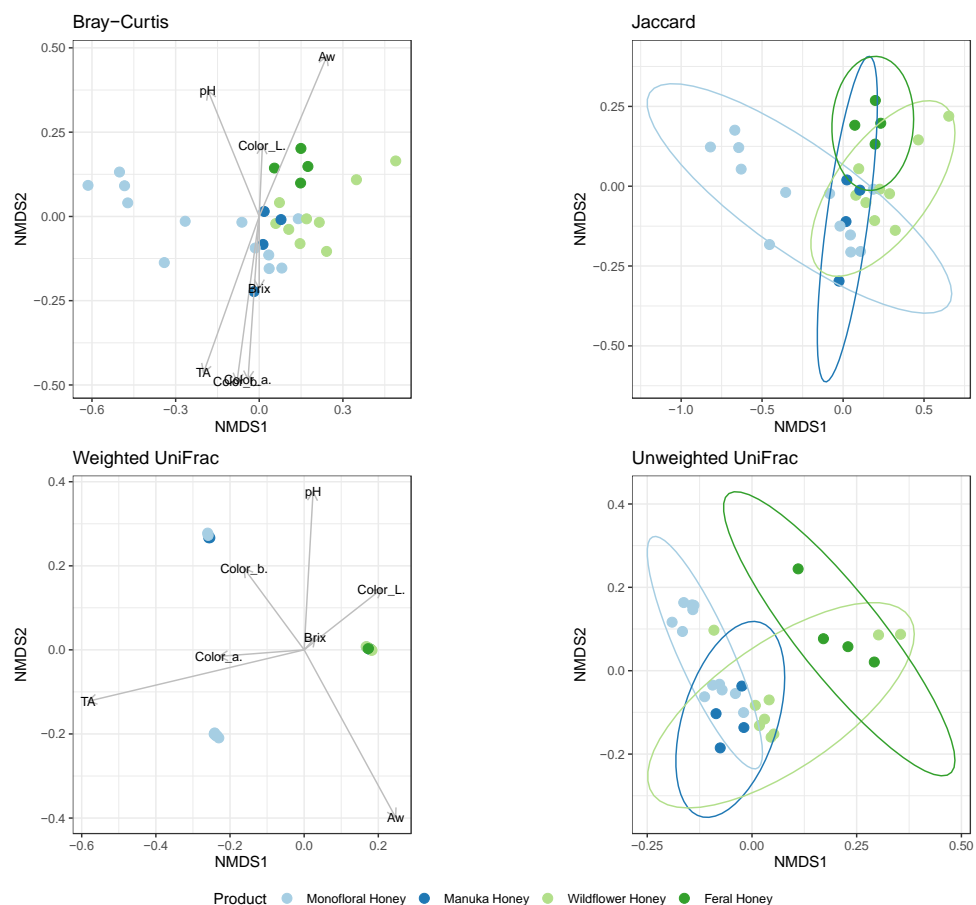 Bray−Curtis
0.50
0.25
0.00
−0.25
−0.50
NMDS2
Aw
pH
Color_L.
Brix
TA
Color_b.
Color_a.
−0.6
−0.3
0.0
0.3
NMDS1
Jaccard
0.25
0.00
−0.25
−0.50
NMDS2
−1.0
−0.5
0.0
0.5
NMDS1
Weighted UniFrac
0.4
0.2
0.0
−0.2
−0.4
NMDS2
pH
Color_b.
Color_L.
Brix
Color_a.
TA
Aw
−0.6
−0.4
−0.2
0.0
0.2
NMDS1
Unweighted UniFrac
0.4
0.2
0.0
−0.2
NMDS2
−0.25
0.00
0.25
0.50
NMDS1
Product Monofloral Honey Manuka Honey Wildflower Honey Feral Honey